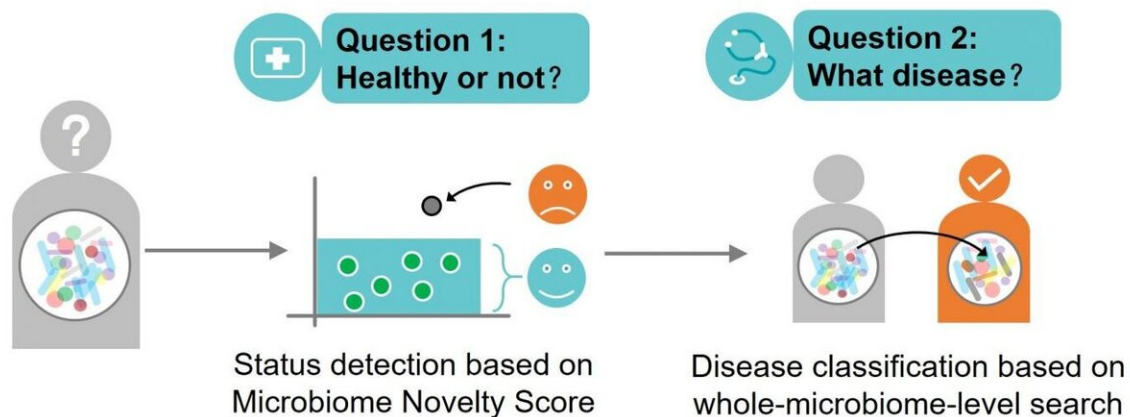 Question 1:
Healthy or not?
Question 2:
What disease?
?
Status detection based on
Microbiome Novelty Score
Disease classification based on
whole-microbiome-level search